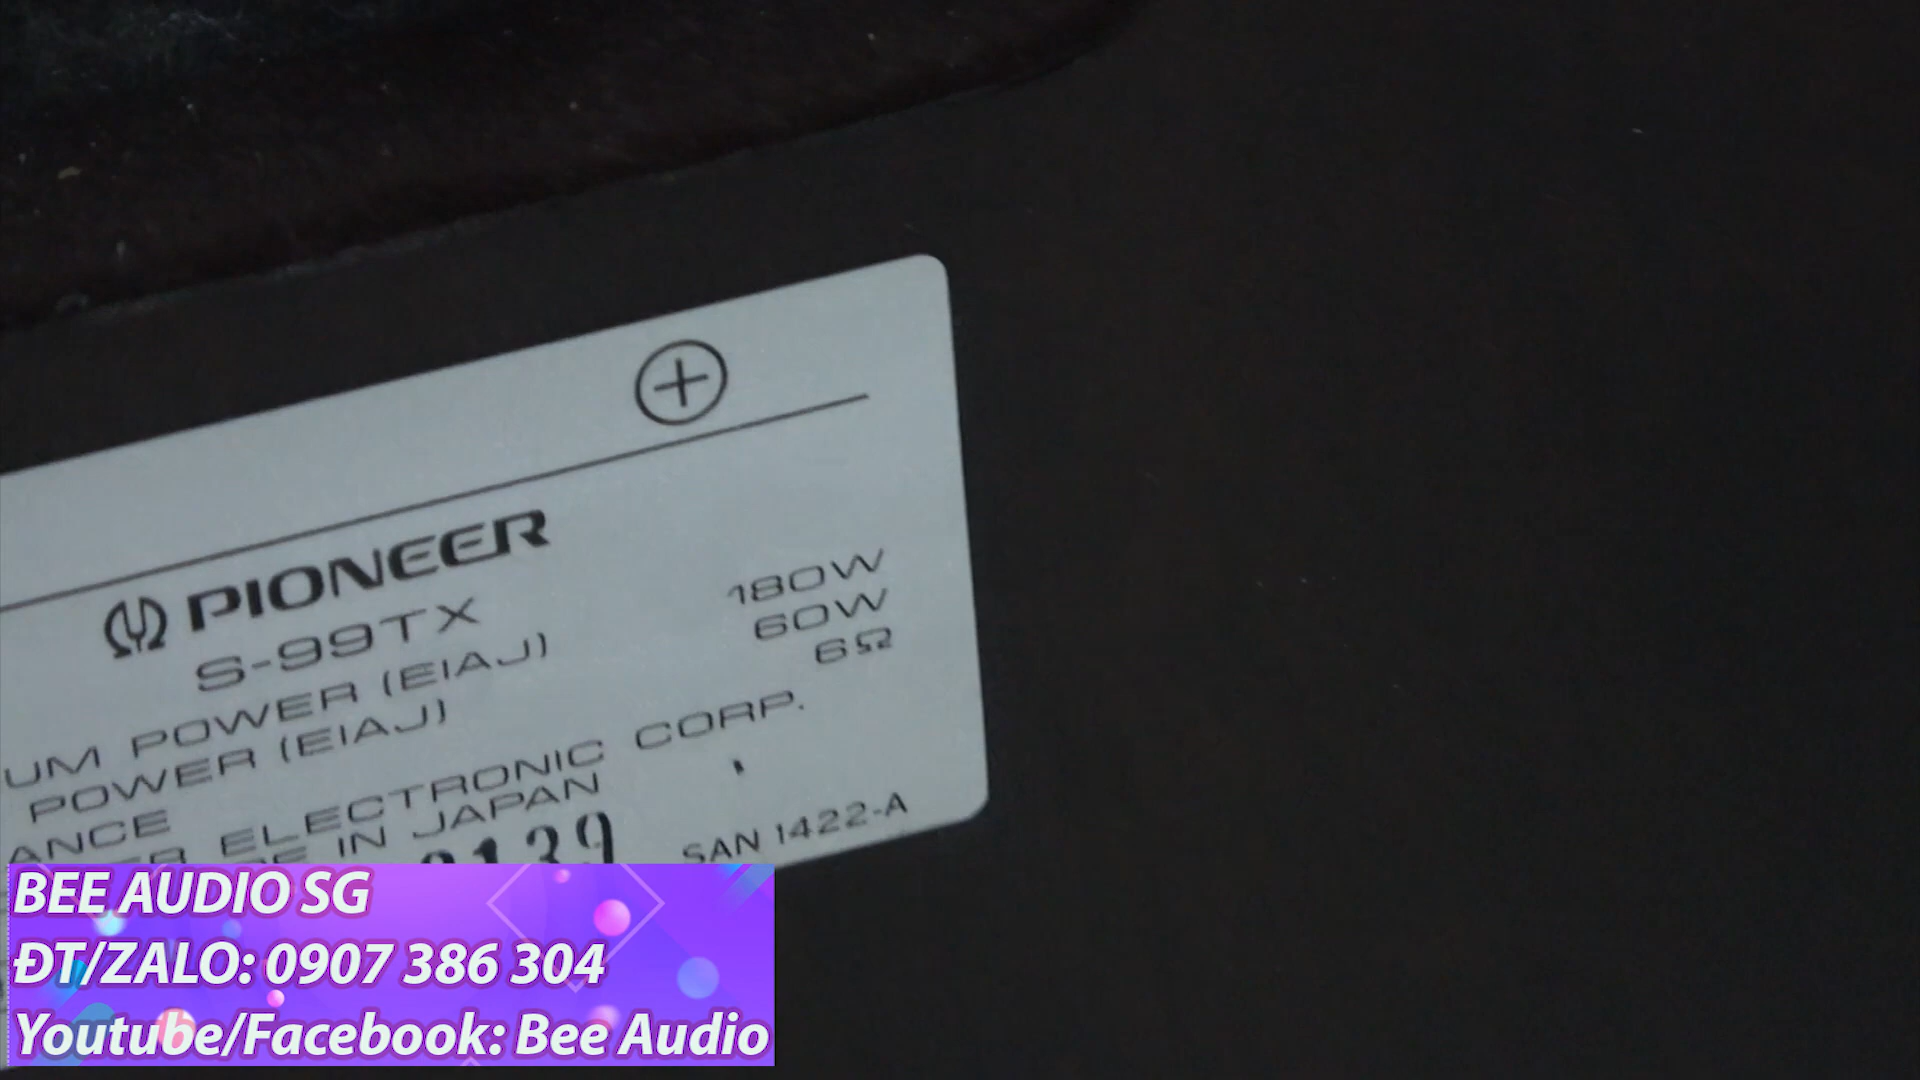 +
PIONEER
S-99TX
UM POWER (EIAJ) 180W
POWER (EIAJ) 60W
ANCE 6Ω
ELECTRONIC CORP.
IN JAPAN
139 SAN 1422-A
BEE AUDIO SG
ĐT/ZALO: 0907 386 304
Youtube/Facebook: Bee Audio